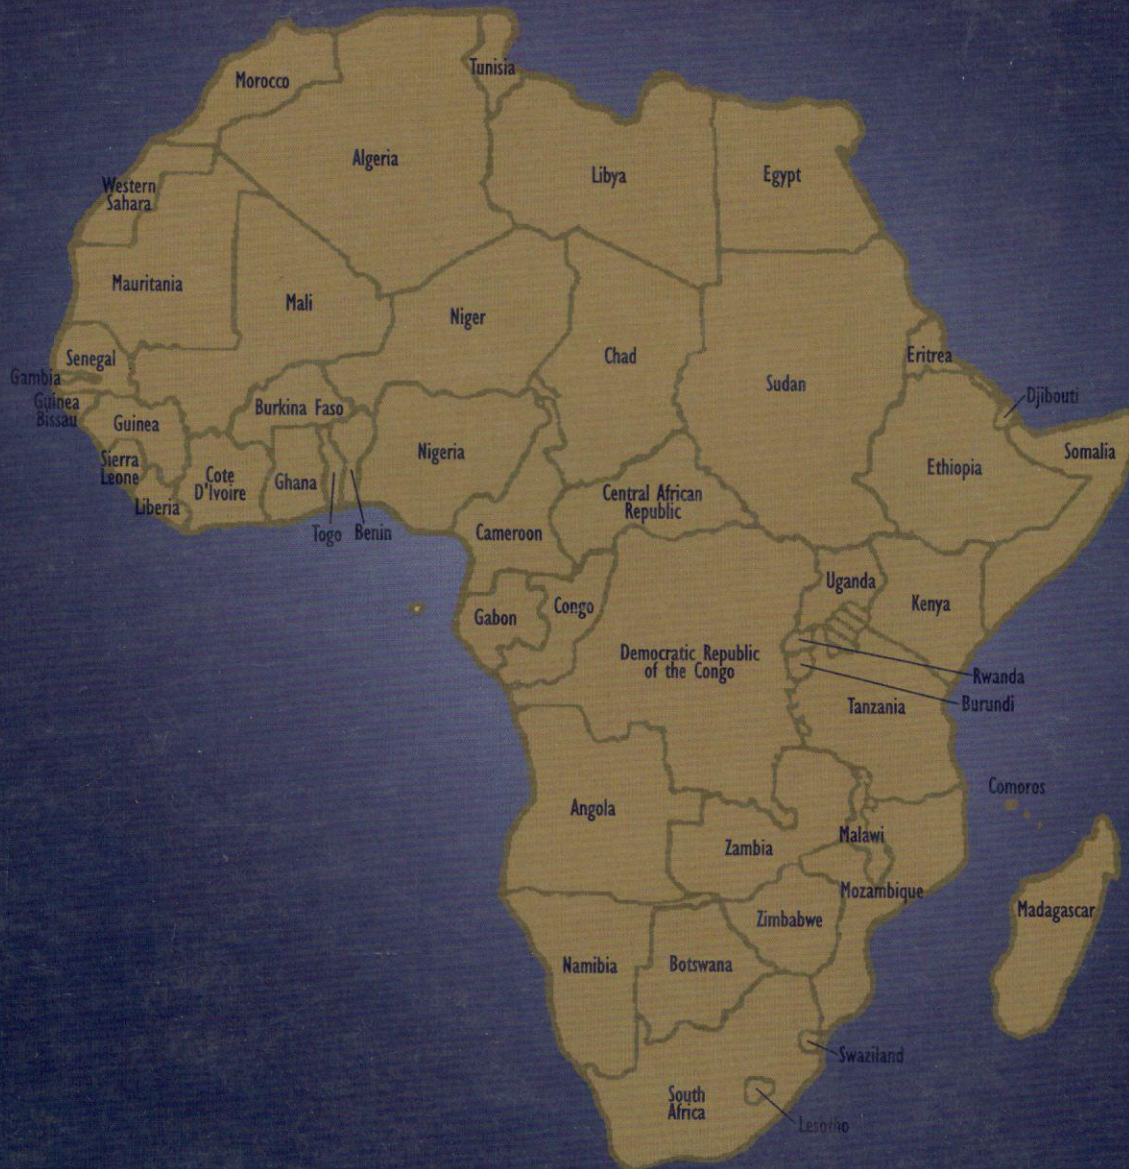 Tunisia
Morocco
Algeria
Libya
Egypt
Western
Sahara
Mauritania
Mali
Niger
Chad
Sudan
Eritrea
Senegal
Gambia
Guinea
Bissau
Djibouti
Burkina Faso
Guinea
Nigeria
Somalia
Ethiopia
Sierra
Leone
Cote
D'Ivoire
Ghana
Liberia
Central African
Republic
Togo
Benin
Cameroon
Uganda
Kenya
Gabon
Congo
Democratic Republic
of the Congo
Rwanda
Burundi
Tanzania
Comoros
Angola
Malawi
Zambia
Mozambique
Madagascar
Zimbabwe
Namibia
Botswana
Swaziland
South
Africa
Lesotho